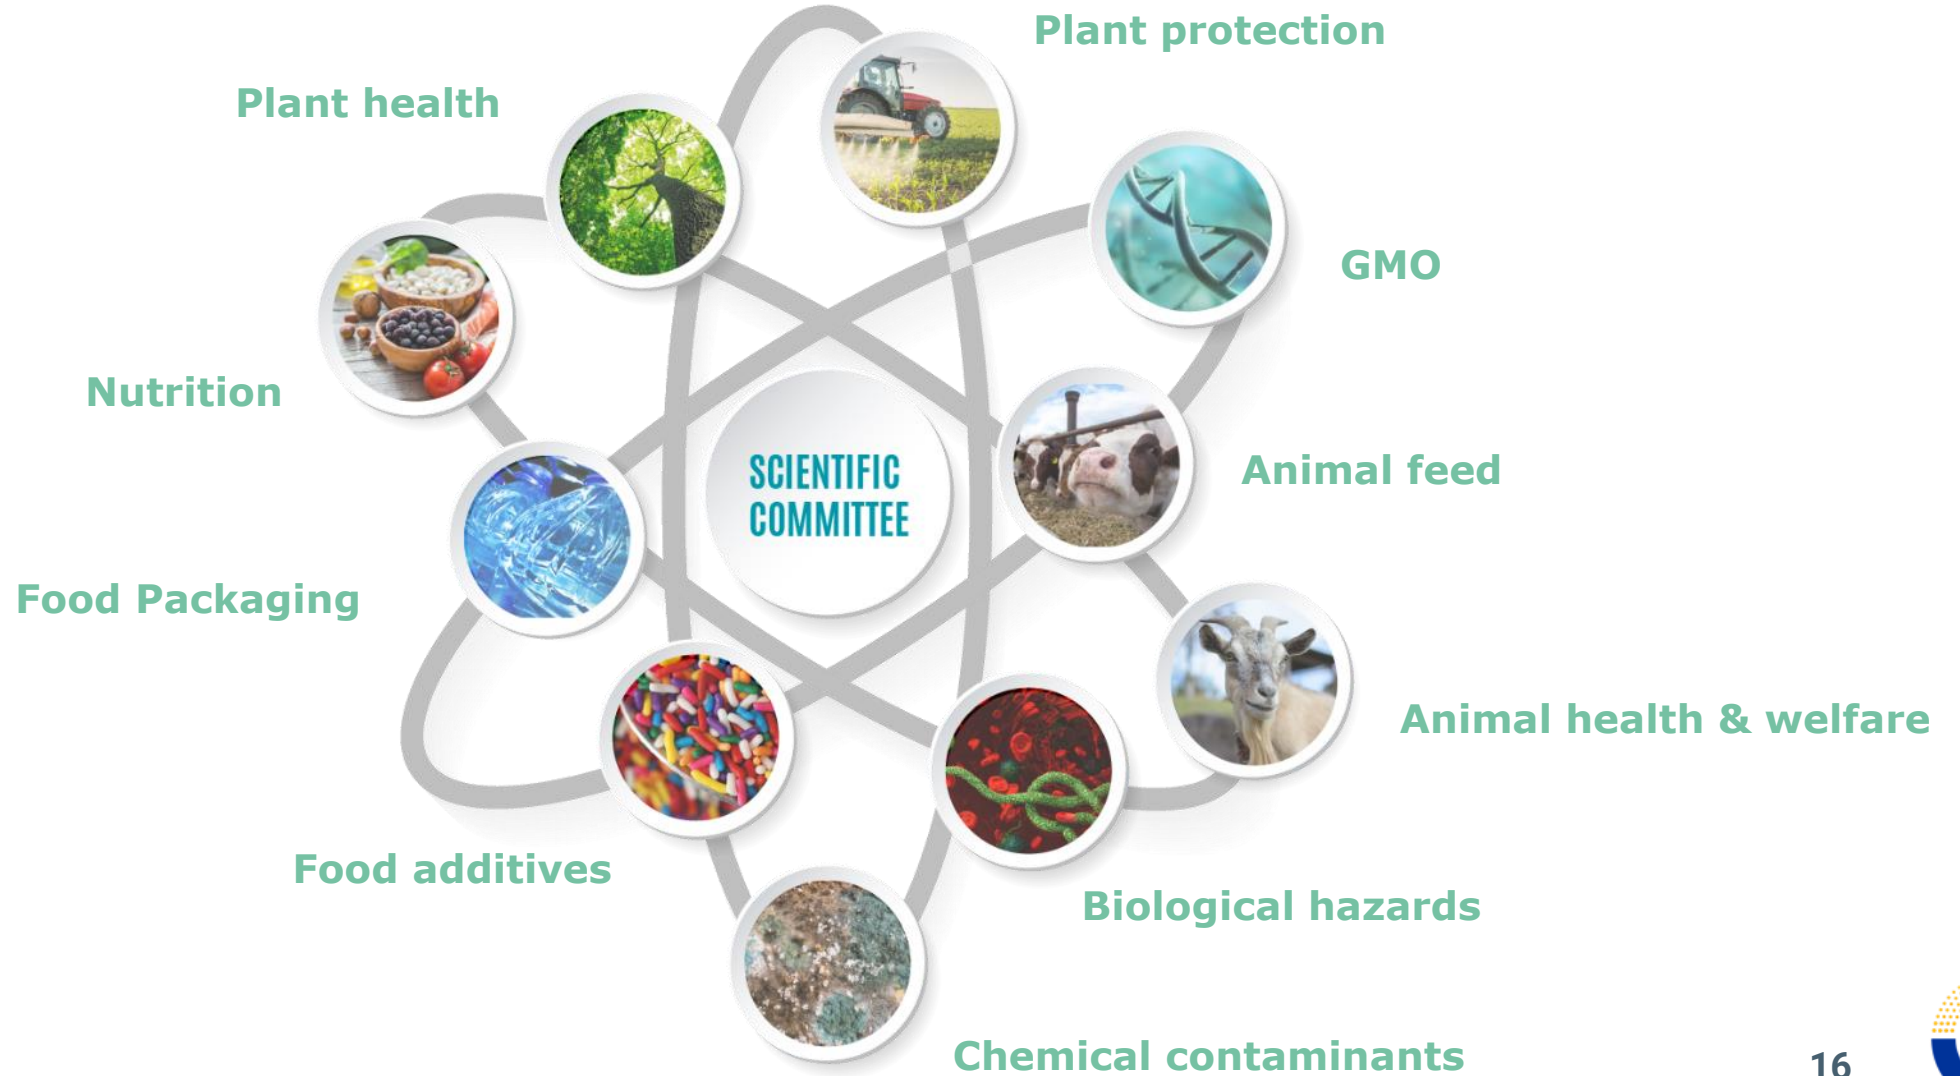 Plant protection
Plant health
GMO
Nutrition
SCIENTIFIC
COMMITTEE
Animal feed
Food Packaging
Animal health & welfare
Food additives
Biological hazards
Chemical contaminants
16